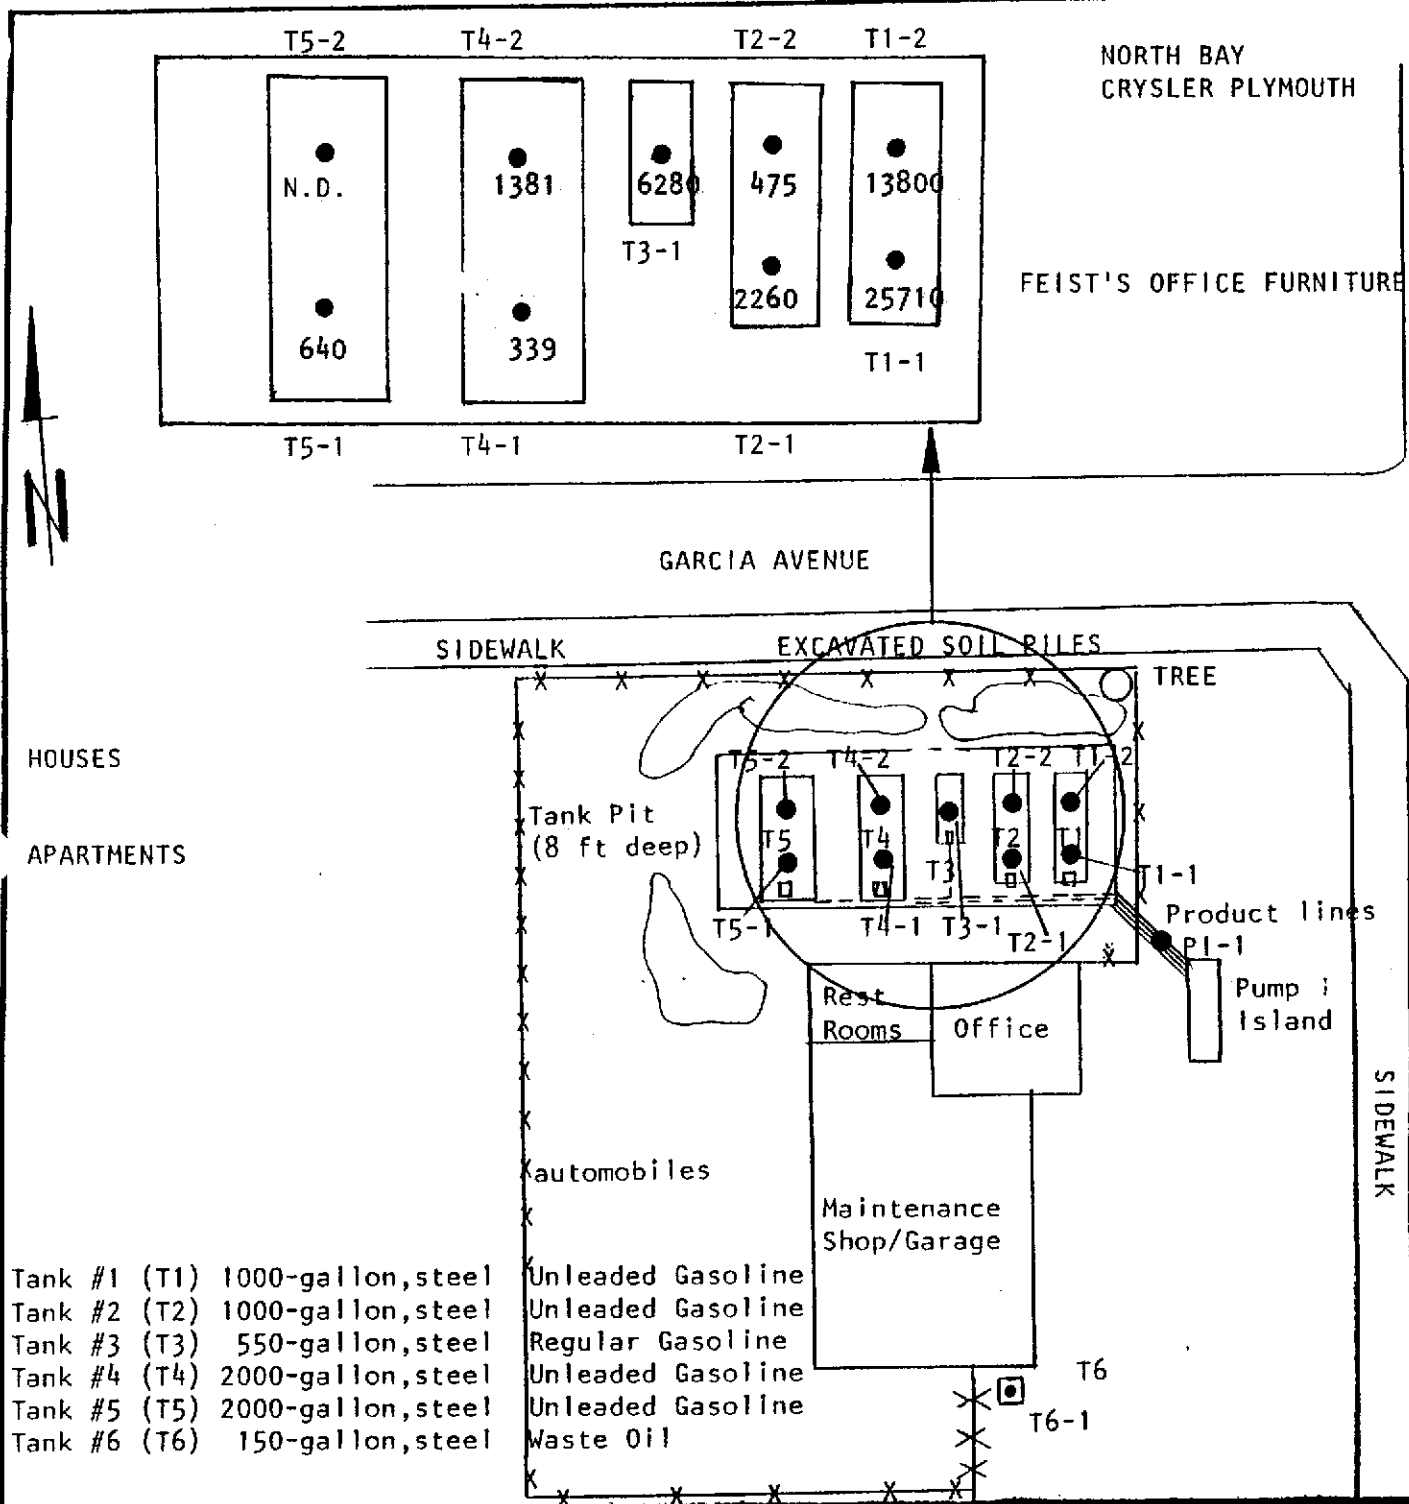 T5-2 T4-2 T2-2 T1-2
NORTH BAY
CRYSLER PLYMOUTH
N.D. 1381 6280 475 13800
T3-1
FEIST'S OFFICE FURNITURE
2260 25710
640 339
T1-1
T5-1 T4-1 T2-1
N
GARCIA AVENUE
SIDEWALK
EXCAVATED SOIL PILES
TREE
HOUSES
T5-2 T4-2 T2-2 T1-2
Tank Pit
(8 ft deep)
T5 T4 T3 T2 T1
APARTMENTS
T1-1
T5-1 T4-1 T3-1 T2-1
Product lines
P1-1
Rest
Rooms
Office
Pump
Island
SIDEWALK
automobiles
Maintenance
Shop/Garage
Tank #1 (T1) 1000-gallon,steel Unleaded Gasoline
Tank #2 (T2) 1000-gallon,steel Unleaded Gasoline
Tank #3 (T3) 550-gallon,steel Regular Gasoline
Tank #4 (T4) 2000-gallon,steel Unleaded Gasoline
Tank #5 (T5) 2000-gallon,steel Unleaded Gasoline
Tank #6 (T6) 150-gallon,steel Waste Oil
T6
T6-1